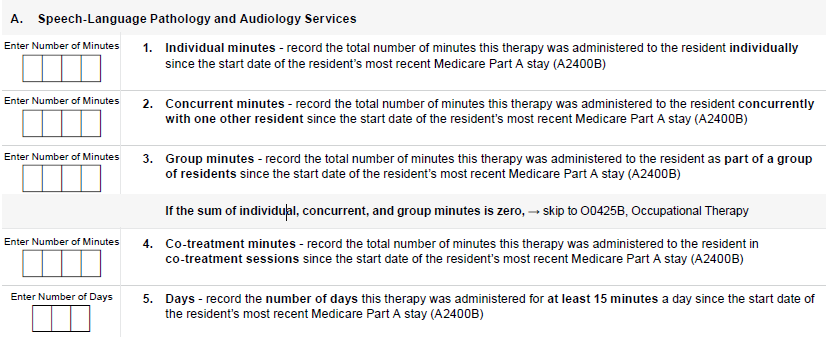 A. Speech-Language Pathology and Audiology Services
Enter Number of Minutes
1. Individual minutes - record the total number of minutes this therapy was administered to the resident individually
since the start date of the resident's most recent Medicare Part A stay (A2400B)
Enter Number of Minutes
2. Concurrent minutes - record the total number of minutes this therapy was administered to the resident concurrently
with one other resident since the start date of the resident's most recent Medicare Part A stay (A2400B)
Enter Number of Minutes
3. Group minutes - record the total number of minutes this therapy was administered to the resident as part of a group
of residents since the start date of the resident's most recent Medicare Part A stay (A2400B)
If the sum of individual, concurrent, and group minutes is zero, → skip to O0425B, Occupational Therapy
Enter Number of Minutes
4. Co-treatment minutes - record the total number of minutes this therapy was administered to the resident in
co-treatment sessions since the start date of the resident's most recent Medicare Part A stay (A2400B)
Enter Number of Days
5. Days - record the number of days this therapy was administered for at least 15 minutes a day since the start date of
the resident's most recent Medicare Part A stay (A2400B)